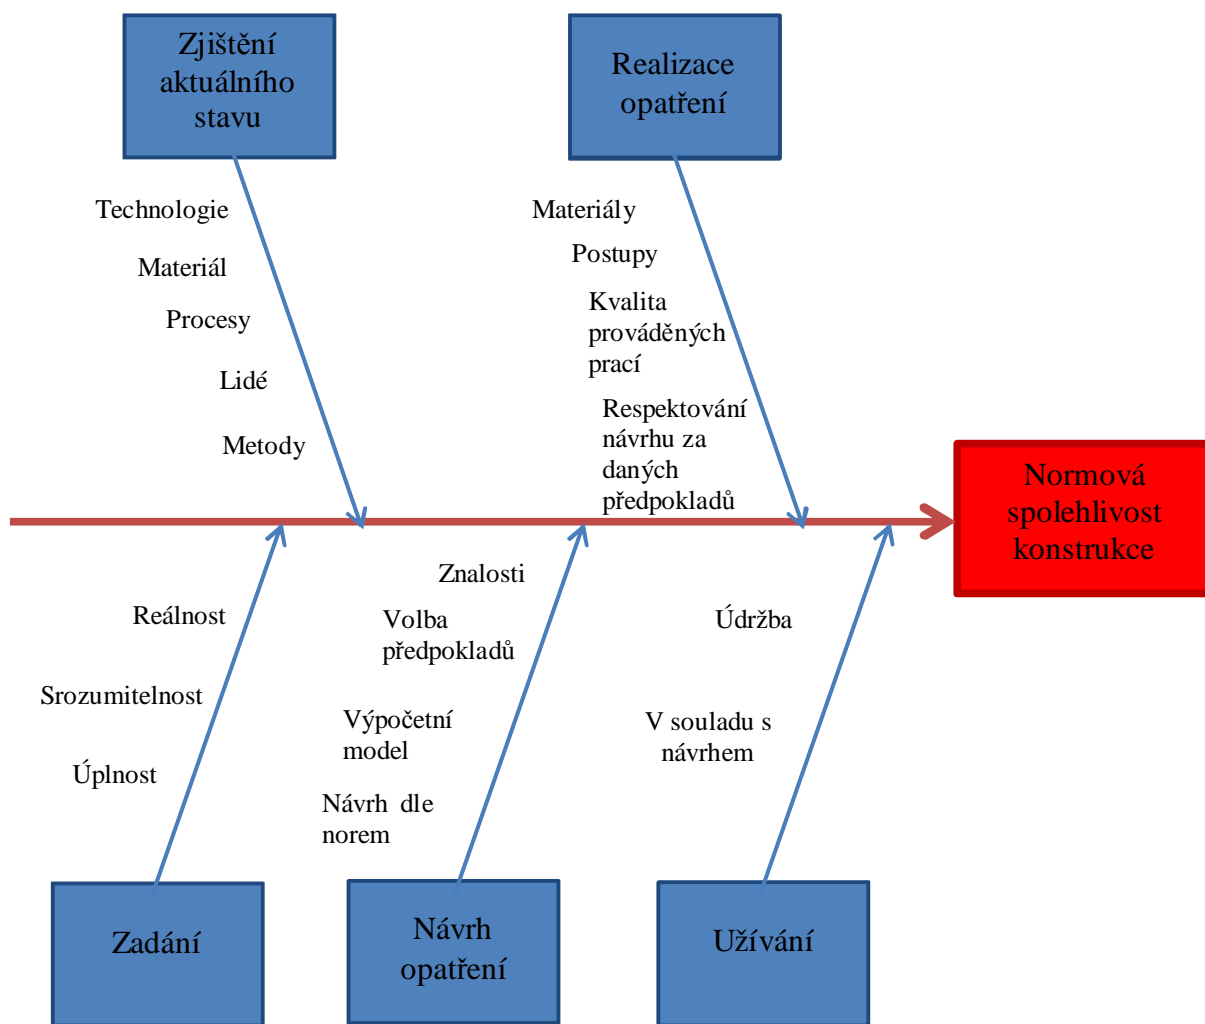 Zjištění
aktuálního
stavu
Realizace
opatření
Technologie
Materiál
Procesy
Lidé
Metody
Materiály
Postupy
Kvalita
prováděných
prací
Respektování
návrhu za
daných
předpokladů
Normová
spolehlivost
konstrukce
Reálnost
Srozumitelnost
Úplnost
Znalosti
Volba
předpokladů
Výpočetní
model
Návrh dle
norem
Údržba
V souladu s
návrhem
Zadání
Návrh
opatření
Užívání